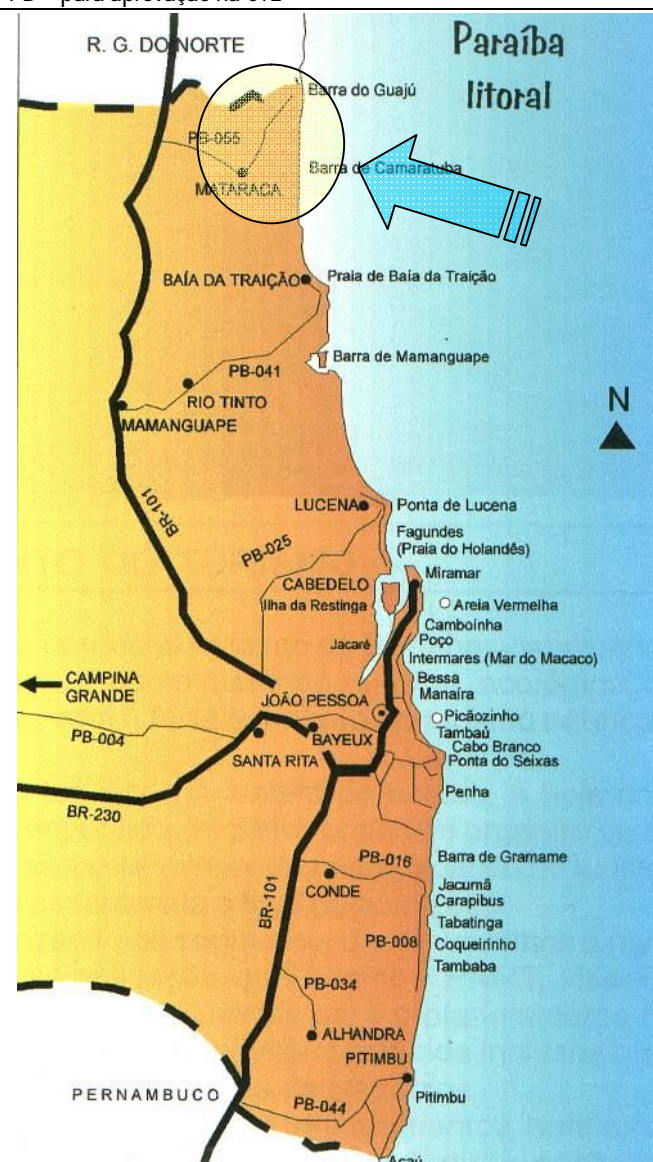 para aprovação na
R. G. DO NORTE
Paraíba
litoral
Barra do Guajú
PB-055
Barra de Camaratuba
MATARACA
BAÍA DA TRAIÇÃO
Praia de Baía da Traição
Barra de Mamanguape
PB-041
RIO TINTO
MAMANGUAPE
N
BR-101
LUCENA
Ponta de Lucena
PB-025
Fagundes
(Praia do Holandês)
CABEDELO
Miramar
Ilha da Restinga
Areia Vermelha
Camboinha
Poço
Jacaré
Intermares (Mar do Macaco)
CAMPINA
GRANDE
Bessa
Manaíra
JOÃO PESSOA
Picãozinho
PB-004
BAYEUX
Tambaú
SANTA RITA
Cabo Branco
Ponta do Seixas
BR-230
Penha
PB-016
Barra de Gramame
CONDE
Jacumã
Carapibus
BR-101
Tabatinga
PB-008
Coqueirinho
Tambaba
PB-034
ALHANDRA
PITIMBU
PERNAMBUCO
Pitimbu
PB-044